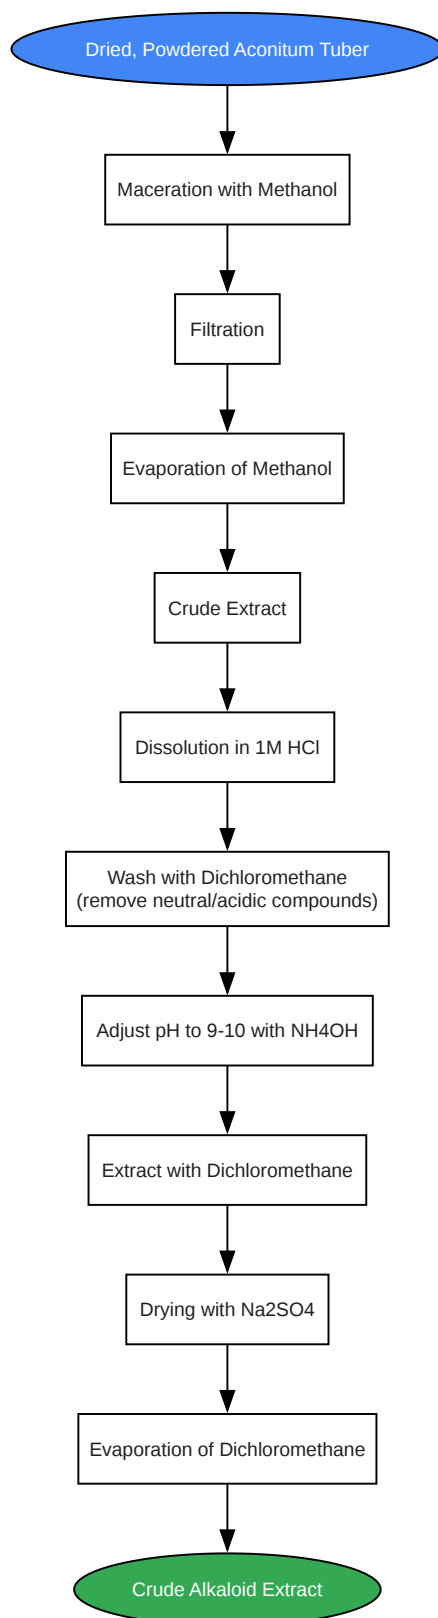 Dried, Powdered Aconitum Tuber
Maceration with Methanol
Filtration
Evaporation of Methanol
Crude Extract
Dissolution in 1M HCl
Wash with Dichloromethane
(remove neutral/acidic compounds)
Adjust pH to 9-10 with NH4OH
Extract with Dichloromethane
Drying with Na2SO4
Evaporation of Dichloromethane
Crude Alkaloid Extract